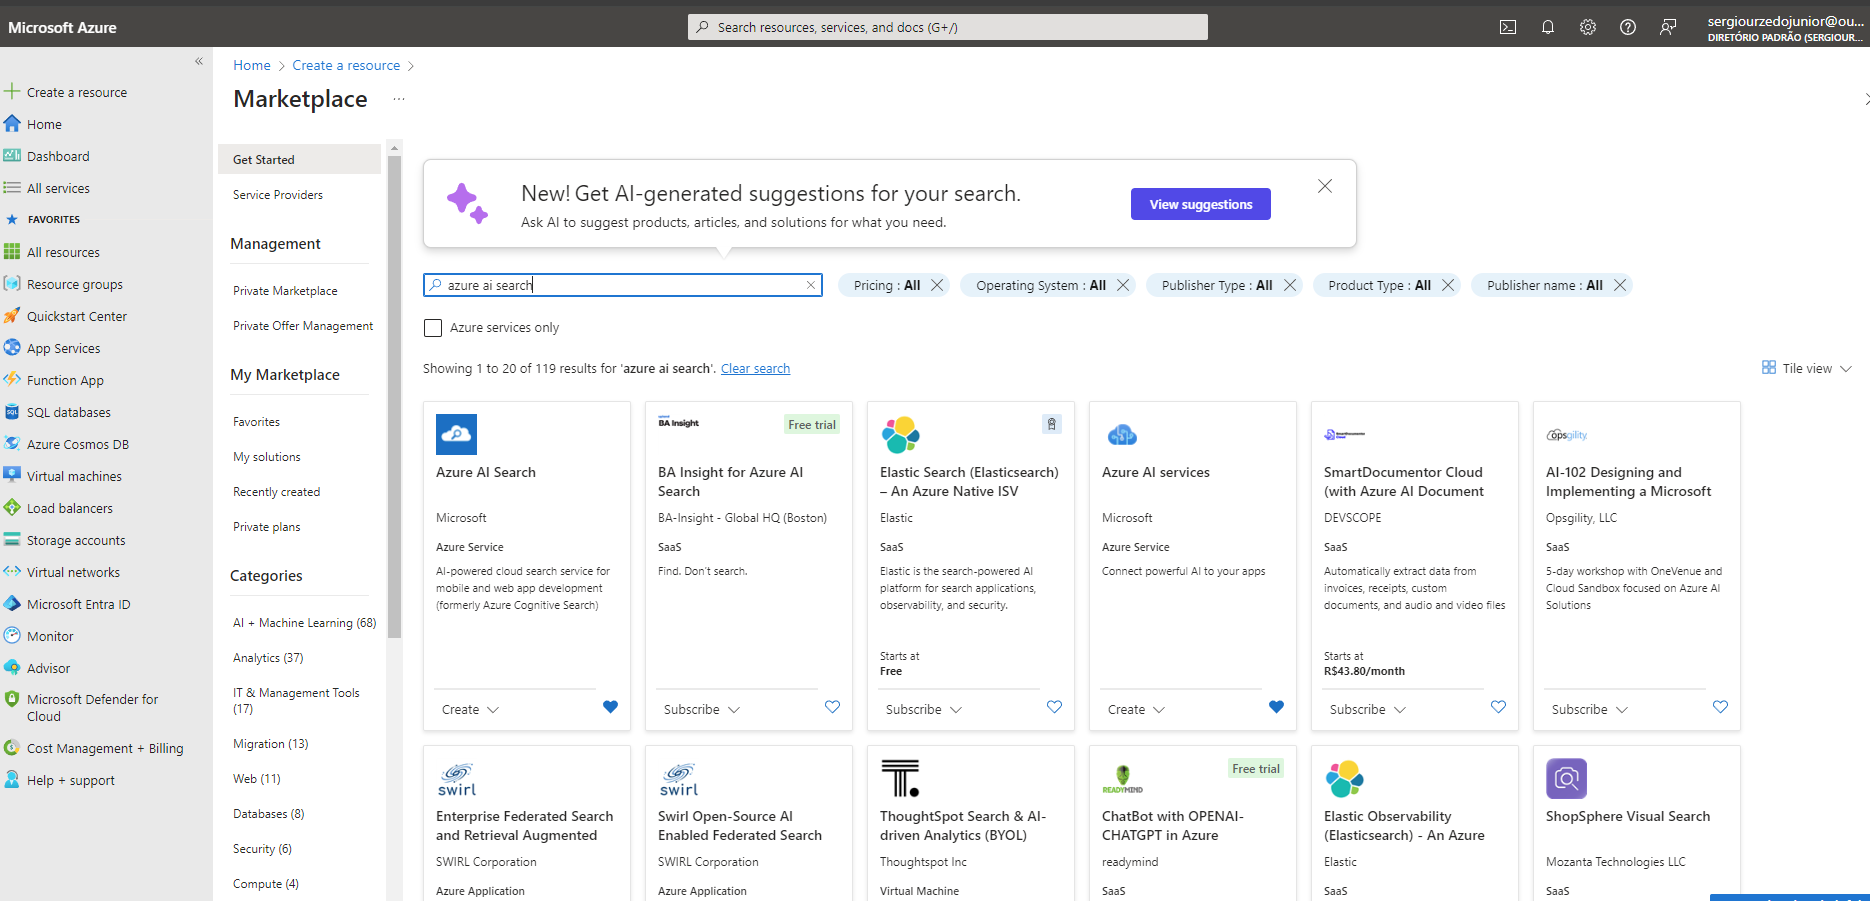 Microsoft Azure
Search resources, services, and docs (G+/)
sergiourzedojunior@ou...
DIRETÓRIO PADRÃO (SERGIOUR...
«
Create a resource
Home
Dashboard
All services
FAVORITES
All resources
Resource groups
Quickstart Center
App Services
Function App
SQL databases
Azure Cosmos DB
Virtual machines
Load balancers
Storage accounts
Virtual networks
Microsoft Entra ID
Monitor
Advisor
Microsoft Defender for
Cloud
Cost Management + Billing
Help + support
Home > Create a resource >
Marketplace ...
Get Started
Service Providers
Management
Private Marketplace
Private Offer Management
My Marketplace
Favorites
My solutions
Recently created
Private plans
Categories
AI + Machine Learning (68)
Analytics (37)
IT & Management Tools
(17)
Migration (13)
Web (11)
Databases (8)
Security (6)
Compute (4)
New! Get AI-generated suggestions for your search.
Ask AI to suggest products, articles, and solutions for what you need.
View suggestions
azure ai search
Pricing : All
Operating System : All
Publisher Type : All
Product Type : All
Publisher name : All
Azure services only
Showing 1 to 20 of 119 results for 'azure ai search'. Clear search
Tile view
Azure AI Search
Microsoft
Azure Service
AI-powered cloud search service for
mobile and web app development
(formerly Azure Cognitive Search)
Create
BA Insight
Free trial
BA Insight for Azure AI
Search
BA-Insight - Global HQ (Boston)
SaaS
Find. Don't search.
Subscribe
Elastic Search (Elasticsearch)
– An Azure Native ISV
Elastic
SaaS
Elastic is the search-powered AI
platform for search applications,
observability, and security.
Starts at
Free
Subscribe
Azure AI services
Microsoft
Azure Service
Connect powerful AI to your apps
Create
SmartDocumentor Cloud
(with Azure AI Document
DEVSCOPE
SaaS
Automatically extract data from
invoices, receipts, custom
documents, and audio and video files
Starts at
R$43.80/month
Subscribe
opsgility
AI-102 Designing and
Implementing a Microsoft
Opsgility, LLC
SaaS
5-day workshop with OneVenue and
Cloud Sandbox focused on Azure AI
Solutions
Subscribe
swirl
Enterprise Federated Search
and Retrieval Augmented
SWIRL Corporation
Azure Application
swirl
Swirl Open-Source AI
Enabled Federated Search
SWIRL Corporation
Azure Application
T.
ThoughtSpot Search & AI-
driven Analytics (BYOL)
Thoughtspot Inc
Virtual Machine
READYMIND
Free trial
ChatBot with OPENAI-
CHATGPT in Azure
readymind
SaaS
Elastic Observability
(Elasticsearch) - An Azure
Elastic
SaaS
ShopSphere Visual Search
Mozanta Technologies LLC
SaaS